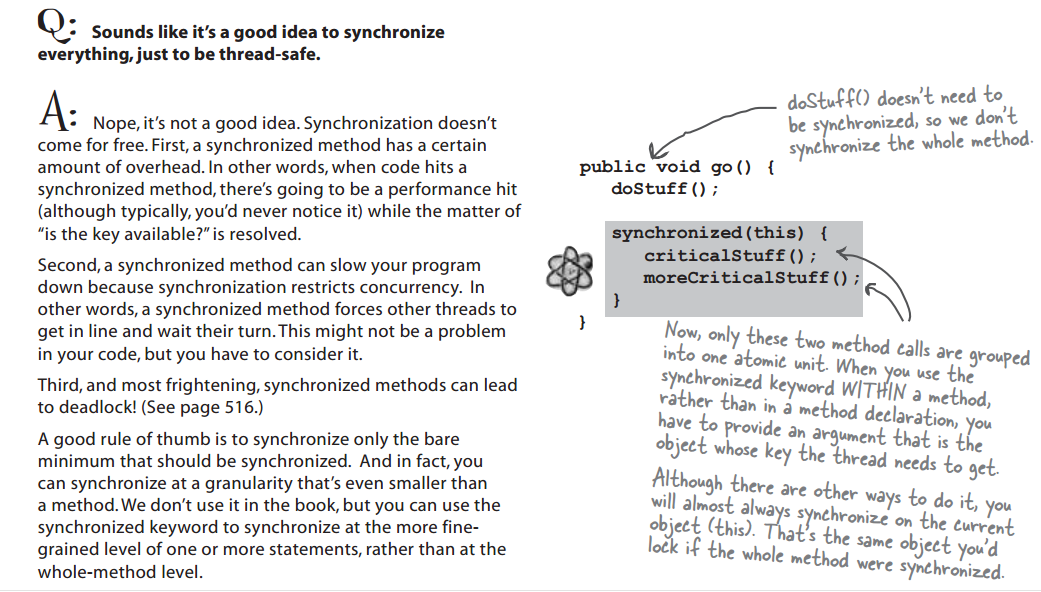 Q: Sounds like it's a good idea to synchronize
everything, just to be thread-safe.
A: Nope, it's not a good idea. Synchronization doesn't
come for free. First, a synchronized method has a certain
amount of overhead. In other words, when code hits a
synchronized method, there's going to be a performance hit
(although typically, you'd never notice it) while the matter of
“is the key available?” is resolved.
Second, a synchronized method can slow your program
down because synchronization restricts concurrency. In
other words, a synchronized method forces other threads to
get in line and wait their turn. This might not be a problem
in your code, but you have to consider it.
Third, and most frightening, synchronized methods can lead
to deadlock! (See page 516.)
A good rule of thumb is to synchronize only the bare
minimum that should be synchronized. And in fact, you
can synchronize at a granularity that's even smaller than
a method. We don't use it in the book, but you can use the
synchronized keyword to synchronize at the more fine-
grained level of one or more statements, rather than at the
whole-method level.
doStuff() doesn't need to
be synchronized, so we don't
synchronize the whole method.
public void go() {
doStuff();
synchronized(this) {
criticalStuff();
moreCriticalStuff();
}
}
Now, only these two method calls are grouped
into one atomic unit. When you use the
synchronized keyword WITHIN a method,
rather than in a method declaration, you
have to provide an argument that is the
object whose key the thread needs to get.
Although there are other ways to do it, you
will almost always synchronize on the current
object (this). That's the same object you'd
lock if the whole method were synchronized.